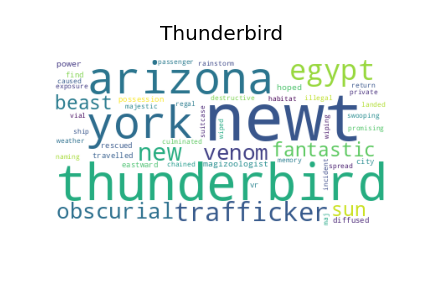 Thunderbird
power
passenger
rainstorm
find
arizona
egypt
caused
exposure
hoped
return
private
beast
possession
destructive
habitat
illegal
landed
majestic
regal
vial
york
suitcase
newt
swooping
ship
wiped
wiping
promising
culminated
weather
rescued
new
venom
fantastic
naming
travelled
eastward
chained
magizoologist
memory
spread
city
incident
thunderbird
vr
obscurial
trafficker
maj
sun
diffused